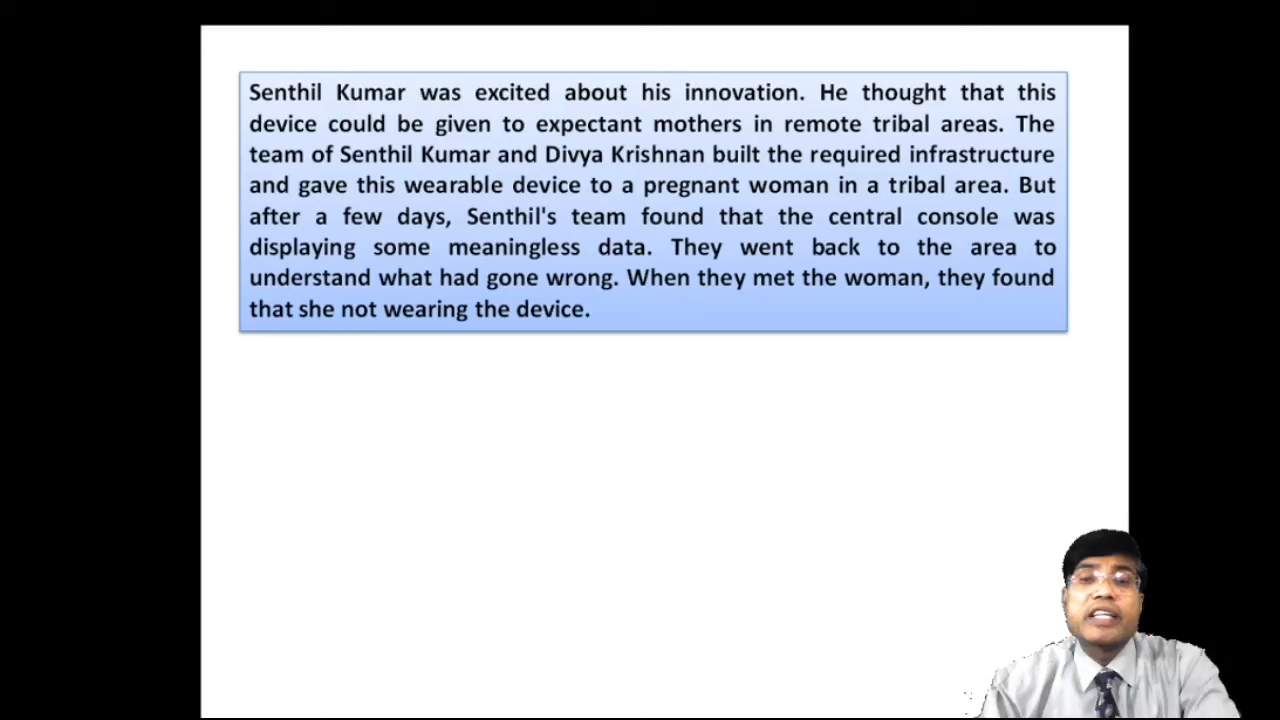 Senthil Kumar was excited about his innovation. He thought that this
device could be given to expectant mothers in remote tribal areas. The
team of Senthil Kumar and Divya Krishnan built the required infrastructure
and gave this wearable device to a pregnant woman in a tribal area. But
after a few days, Senthil's team found that the central console was
displaying some meaningless data. They went back to the area to
understand what had gone wrong. When they met the woman, they found
that she not wearing the device.